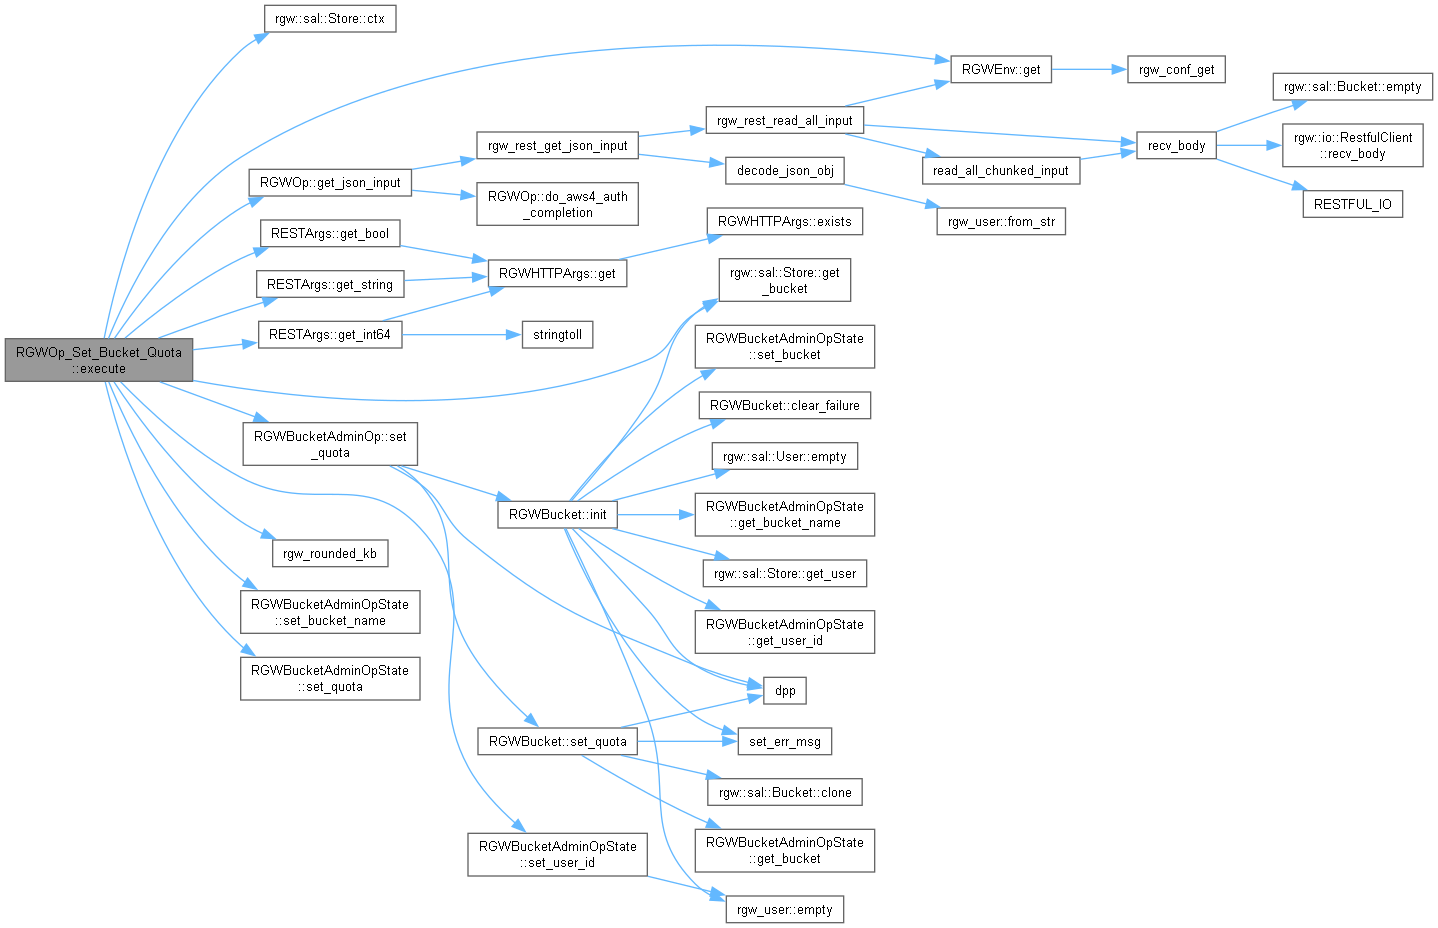 rgw::sal::Store::ctx
RGWEnv::get
rgw_conf_get
rgw::sal::Bucket::empty
rgw_rest_read_all_input
rgw::io::RestfulClient
::recv_body
rgw_rest_get_json_input
recv_body
decode_json_obj
read_all_chunked_input
RGWOp::get_json_input
RGWOp::do_aws4_auth
_completion
RESTFUL_IO
RGWHTTPArgs::exists
rgw_user::from_str
RESTArgs::get_bool
RGWHTTPArgs::get
rgw::sal::Store::get
_bucket
RESTArgs::get_string
RESTArgs::get_int64
stringtoll
RGWBucketAdminOpState
::set_bucket
RGWOp_Set_Bucket_Quota
::execute
RGWBucket::clear_failure
RGWBucketAdminOp::set
_quota
rgw::sal::User::empty
RGWBucket::init
RGWBucketAdminOpState
::get_bucket_name
rgw_rounded_kb
rgw::sal::Store::get_user
RGWBucketAdminOpState
::set_bucket_name
RGWBucketAdminOpState
::get_user_id
RGWBucketAdminOpState
::set_quota
dpp
RGWBucket::set_quota
set_err_msg
rgw::sal::Bucket::clone
RGWBucketAdminOpState
::set_user_id
RGWBucketAdminOpState
::get_bucket
rgw_user::empty